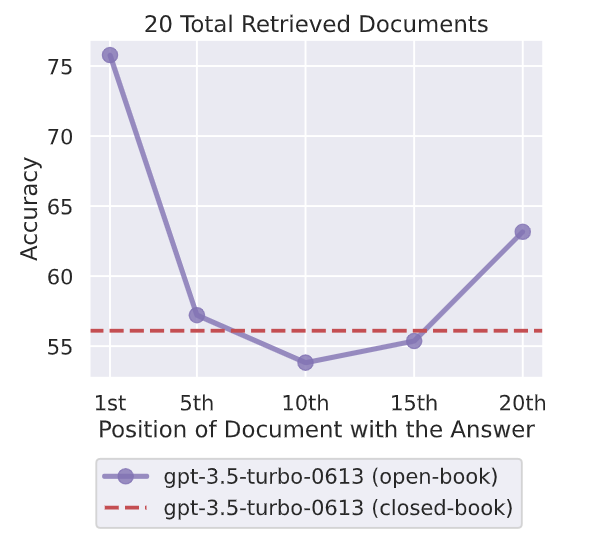 20 Total Retrieved Documents
75
70
65
60
55
Accuracy
1st 5th 10th 15th 20th
Position of Document with the Answer
gpt-3.5-turbo-0613 (open-book)
gpt-3.5-turbo-0613 (closed-book)